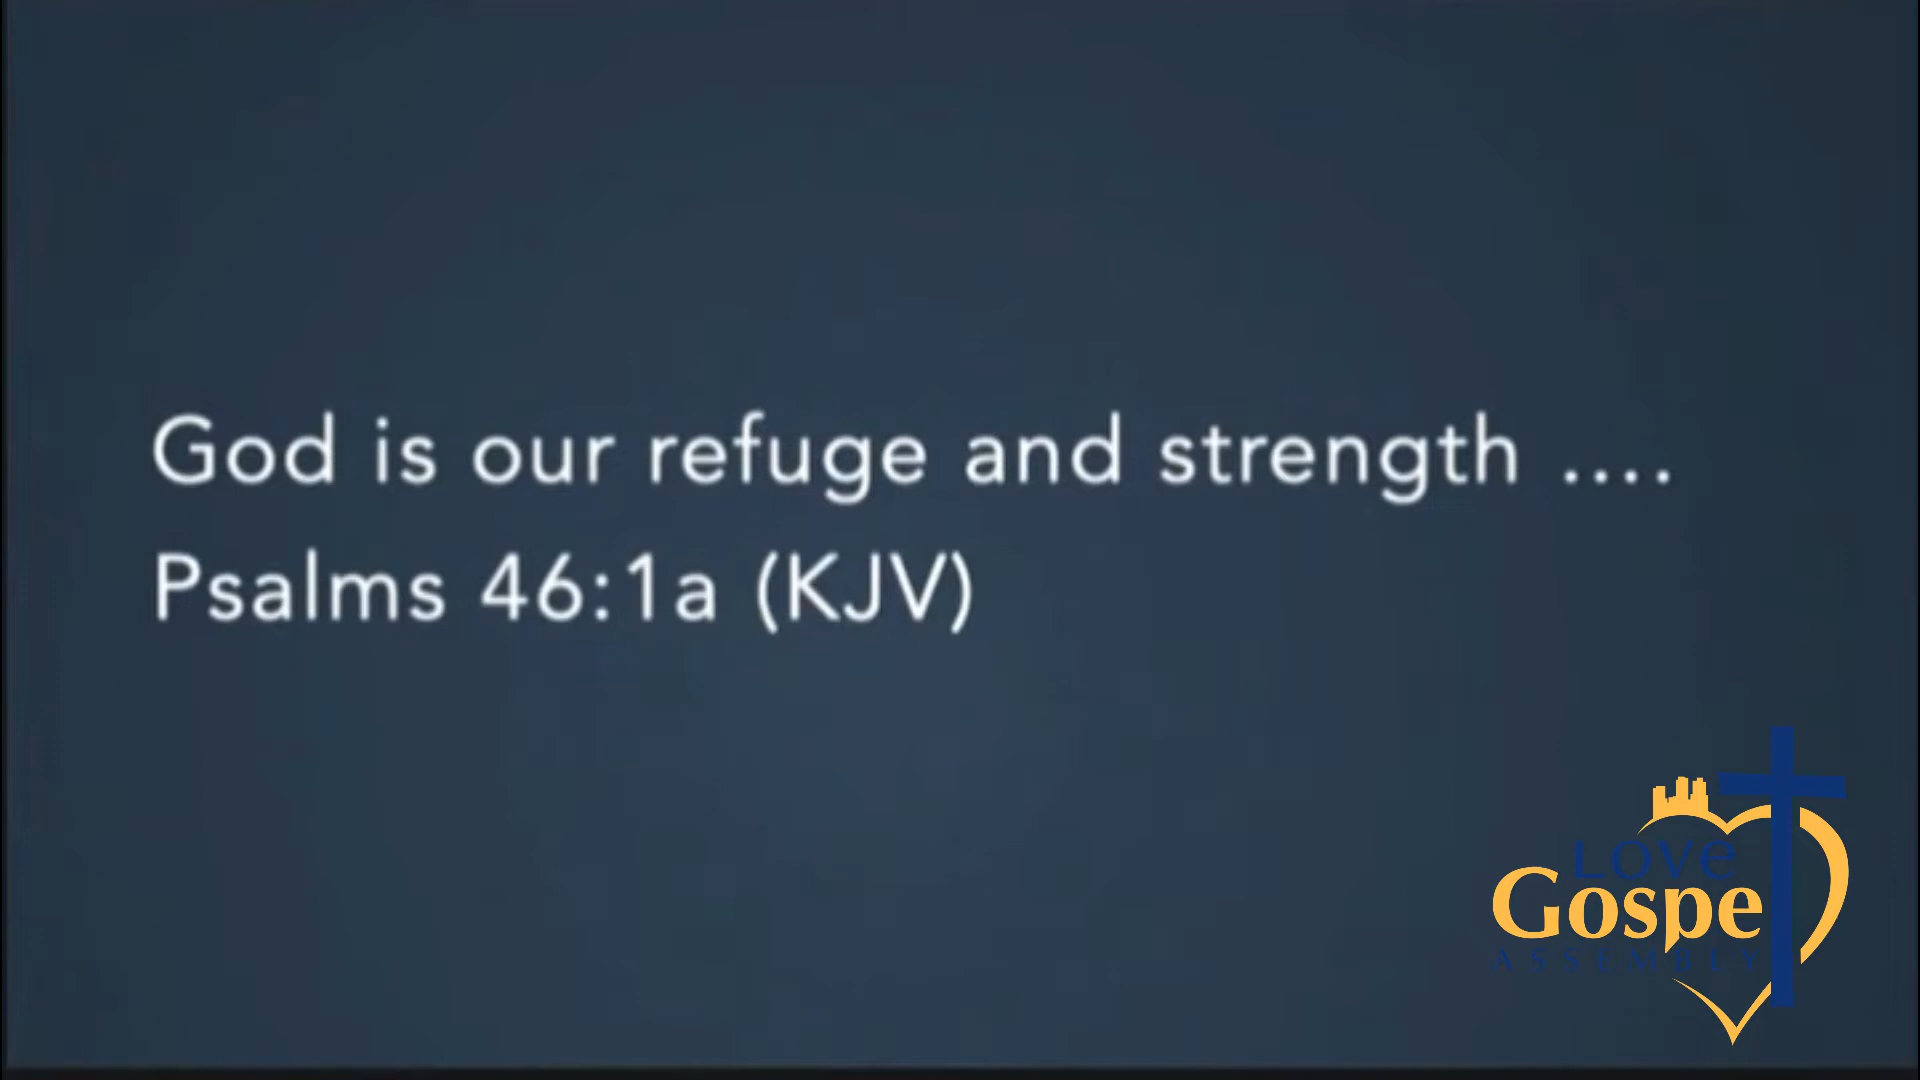 God is our refuge and strength ....
Psalms 46:1a (KJV)
LOVE
Gospel
ASSEMBLY